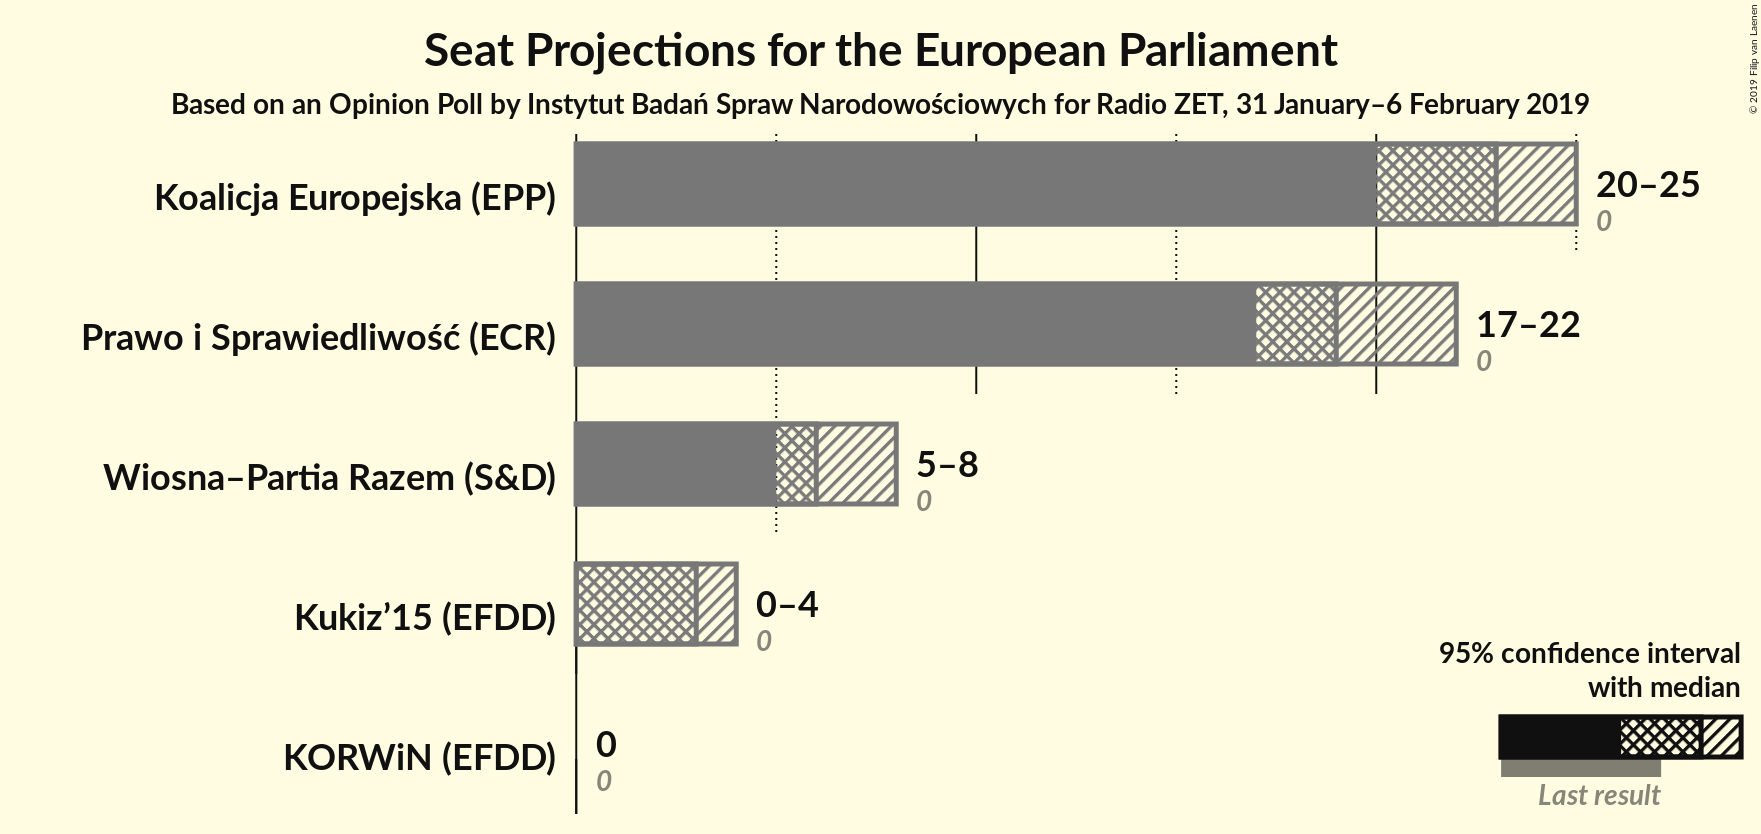 Seat Projections for the European Parliament
Based on an Opinion Poll by Instytut Badań Spraw Narodowościowych for Radio ZET, 31 January–6 February 2019
© 2019 Filip van Laenen
Koalicja Europejska (EPP)
20–25
0
Prawo i Sprawiedliwość (ECR)
17–22
0
Wiosna–Partia Razem (S&D)
5–8
0
Kukiz’15 (EFDD)
0–4
0
KORWiN (EFDD)
0
0
95% confidence interval
with median
Last result